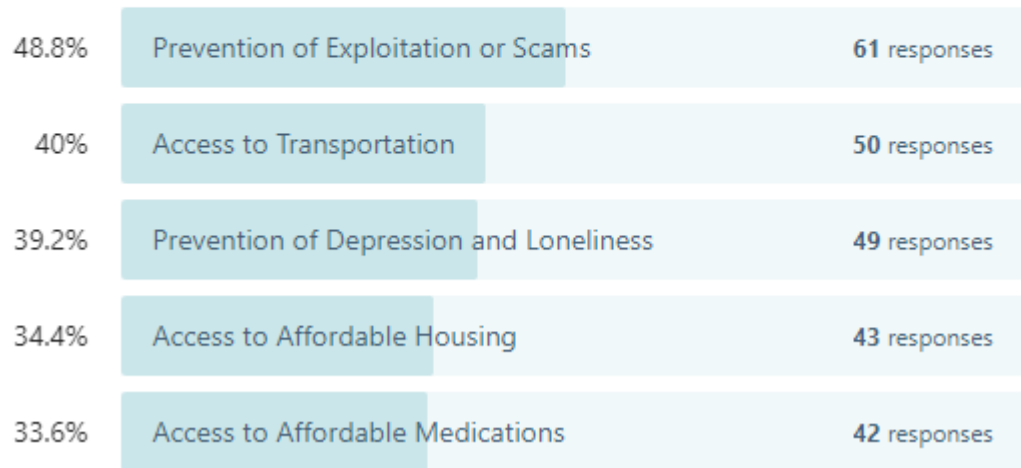 48.8% Prevention of Exploitation or Scams 61 responses
40% Access to Transportation 50 responses
39.2% Prevention of Depression and Loneliness 49 responses
34.4% Access to Affordable Housing 43 responses
33.6% Access to Affordable Medications 42 responses